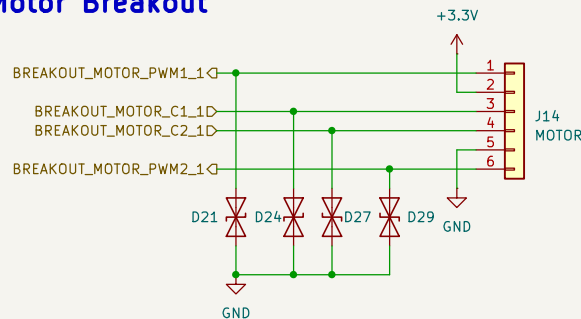 Motor Breakout
+3.3V
BREAKOUT_MOTOR_PWM1_1
BREAKOUT_MOTOR_C1_1
BREAKOUT_MOTOR_C2_1
BREAKOUT_MOTOR_PWM2_1
1
2
3
4
5
6
J14
MOTOR
D21
D24
D27
D29
GND
GND